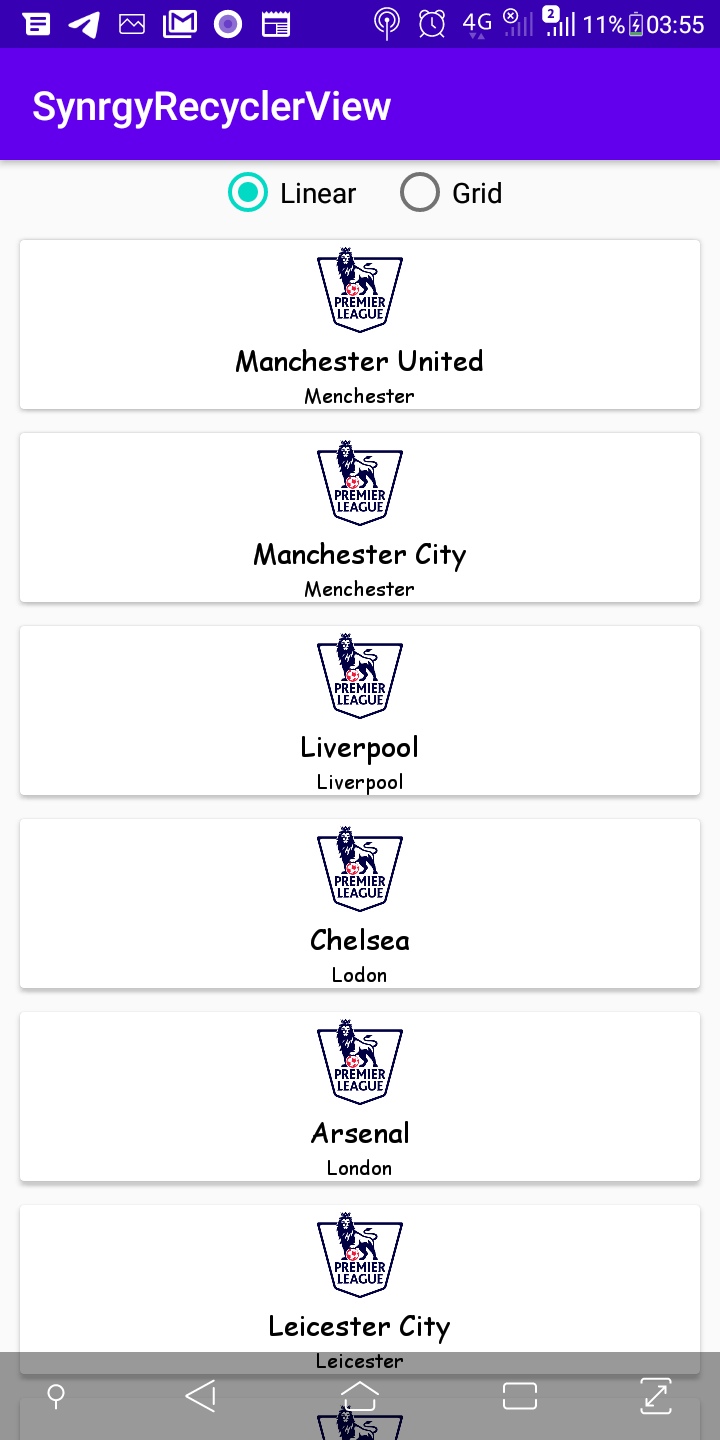 4G 2 11% 03:55
SynrgyRecyclerView
Linear Grid
PREMIER
LEAGUE
Manchester United
Menchester
PREMIER
LEAGUE
Manchester City
Menchester
PREMIER
LEAGUE
Liverpool
Liverpool
PREMIER
LEAGUE
Chelsea
Lodon
PREMIER
LEAGUE
Arsenal
London
PREMIER
LEAGUE
Leicester City
Leicester